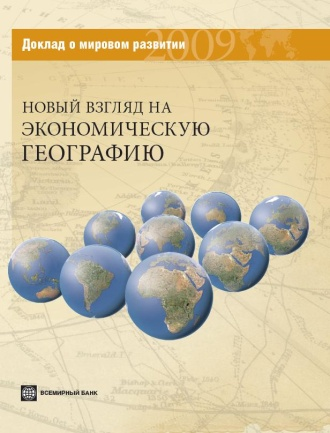 Доклад о мировом развитии
2009
НОВЫЙ ВЗГЛЯД НА
ЭКОНОМИЧЕСКУЮ
ГЕОГРАФИЮ
ВСЕМИРНЫЙ БАНК